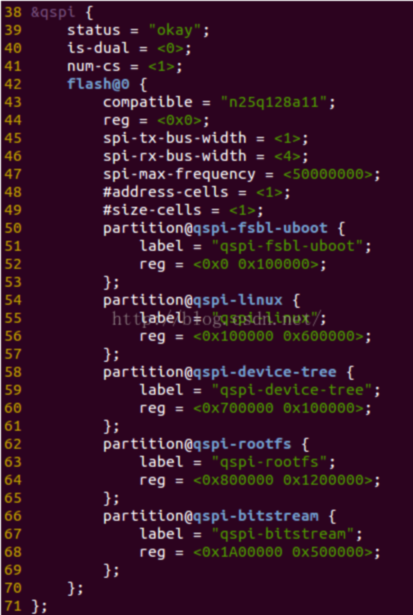 38 &qspi {
39     status = "okay";
40     is-dual = <0>;
41     num-cs = <1>;
42     flash@0 {
43         compatible = "n25q128a11";
44         reg = <0x0>;
45         spi-tx-bus-width = <1>;
46         spi-rx-bus-width = <4>;
47         spi-max-frequency = <50000000>;
48         #address-cells = <1>;
49         #size-cells = <1>;
50         partition@qspi-fsbl-uboot {
51             label = "qspi-fsbl-uboot";
52             reg = <0x0 0x100000>;
53         };
54         partition@qspi-linux {
55             label = "qspi-linux";
http://blog.csdn.net/
56             reg = <0x100000 0x600000>;
57         };
58         partition@qspi-device-tree {
59             label = "qspi-device-tree";
60             reg = <0x700000 0x100000>;
61         };
62         partition@qspi-rootfs {
63             label = "qspi-rootfs";
64             reg = <0x800000 0x1200000>;
65         };
66         partition@qspi-bitstream {
67             label = "qspi-bitstream";
68             reg = <0x1A00000 0x500000>;
69         };
70     };
71 };